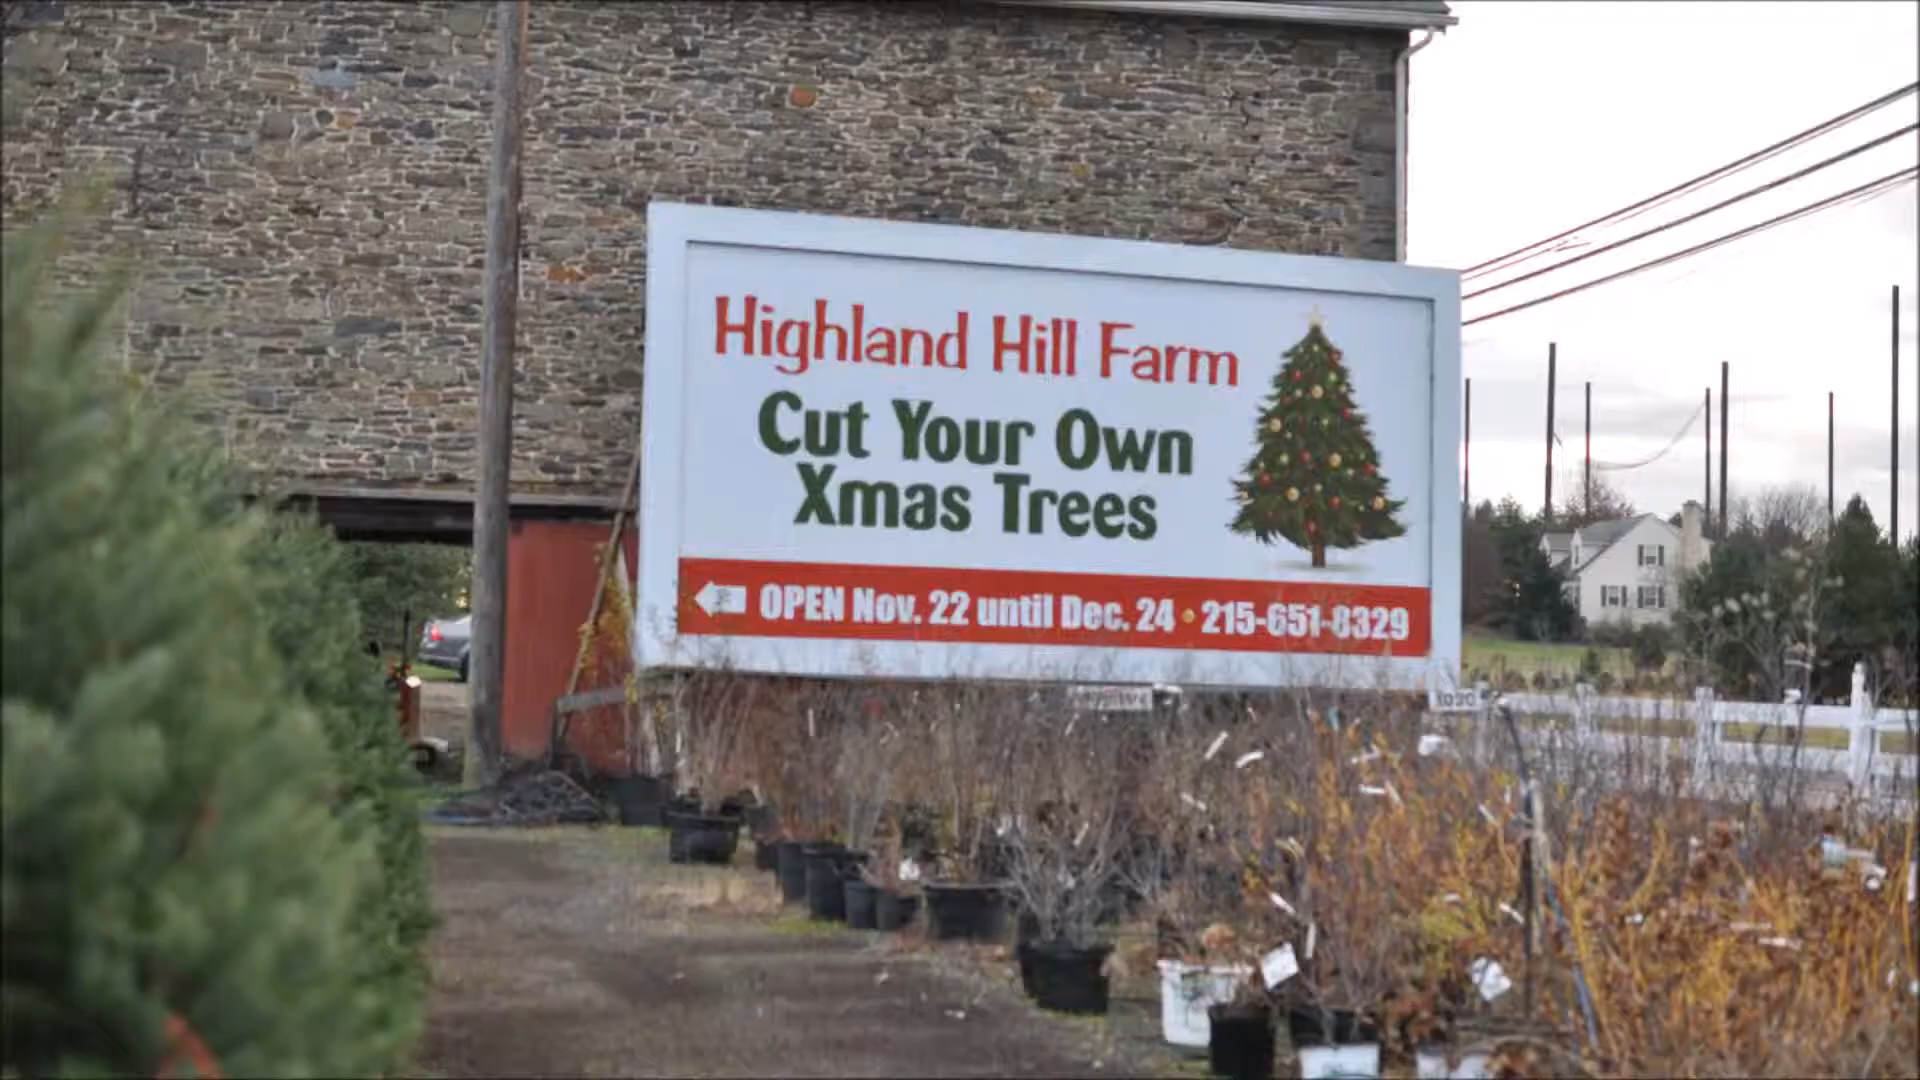 Highland Hill Farm
Cut Your Own
Xmas Trees
OPEN Nov. 22 until Dec. 24 • 215-651-8329